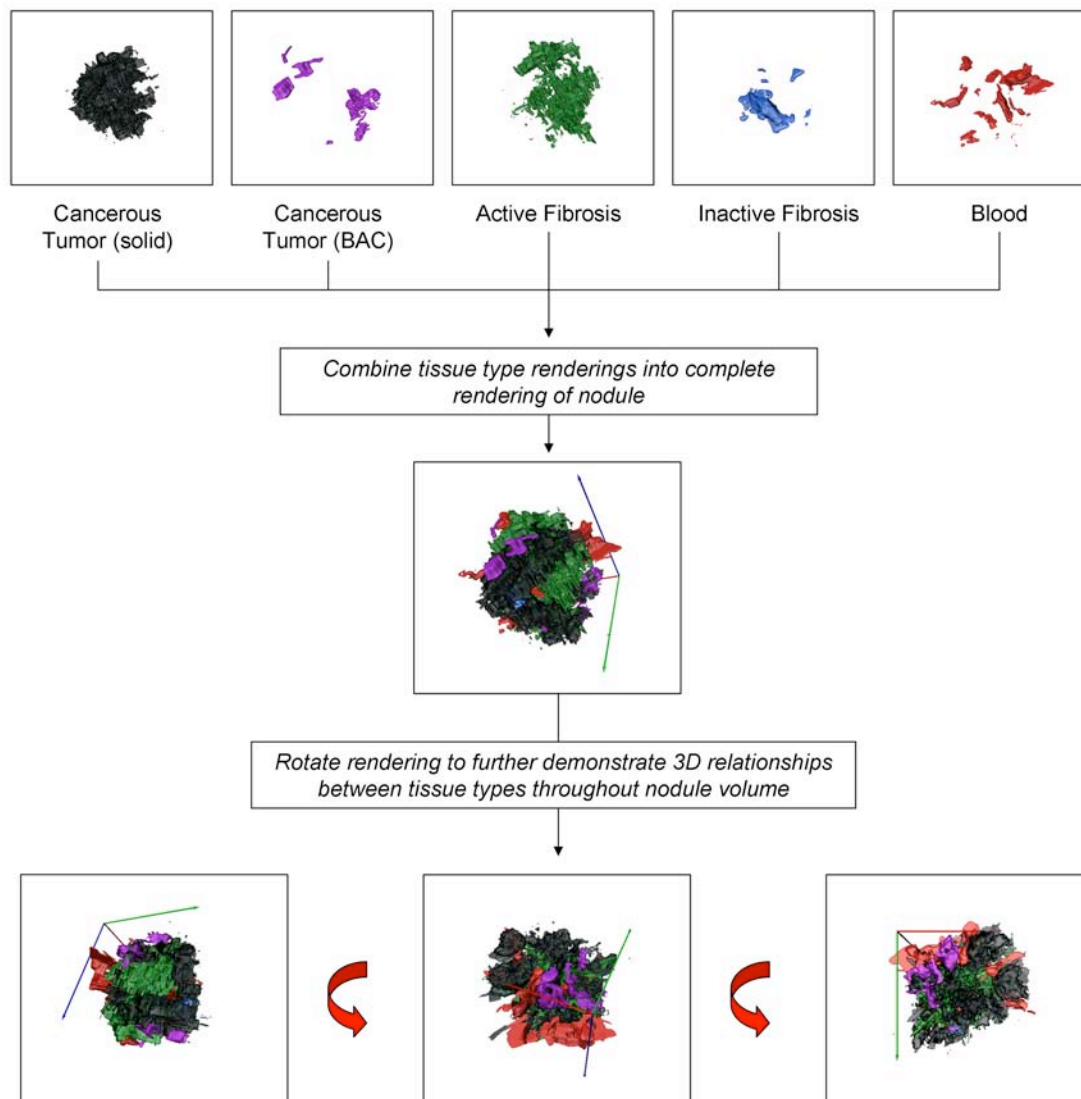 Cancerous
Tumor (solid)
Cancerous
Tumor (BAC)
Active Fibrosis
Inactive Fibrosis
Blood
Combine tissue type renderings into complete
rendering of nodule
Rotate rendering to further demonstrate 3D relationships
between tissue types throughout nodule volume